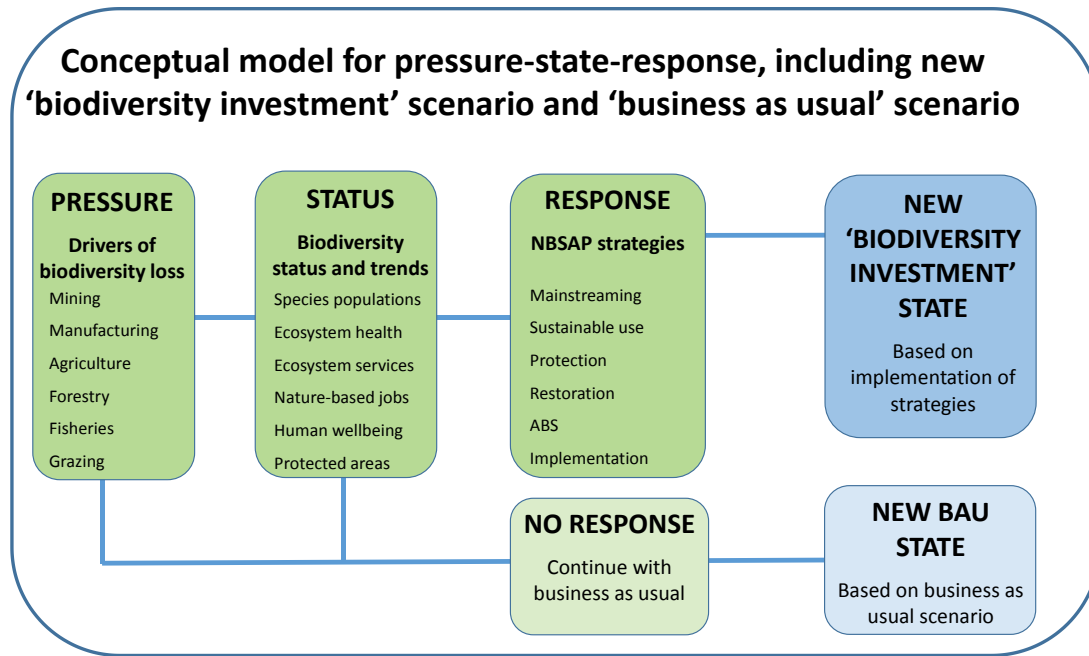 Conceptual model for pressure-state-response, including new
‘biodiversity investment’ scenario and ‘business as usual’ scenario
PRESSURE
Drivers of
biodiversity loss
Mining
Manufacturing
Agriculture
Forestry
Fisheries
Grazing
STATUS
Biodiversity
status and trends
Species populations
Ecosystem health
Ecosystem services
Nature-based jobs
Human wellbeing
Protected areas
RESPONSE
NBSAP strategies
Mainstreaming
Sustainable use
Protection
Restoration
ABS
Implementation
NEW
‘BIODIVERSITY
INVESTMENT’
STATE
Based on
implementation of
strategies
NO RESPONSE
Continue with
business as usual
NEW BAU
STATE
Based on business as
usual scenario